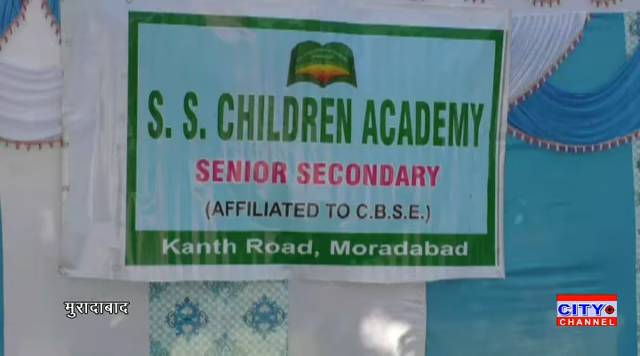 S. S. CHILDREN ACADEMY
SENIOR SECONDARY
(AFFILIATED TO C.B.S.E.)
Kanth Road, Moradabad
मुरादाबाद
CITY
CHANNEL